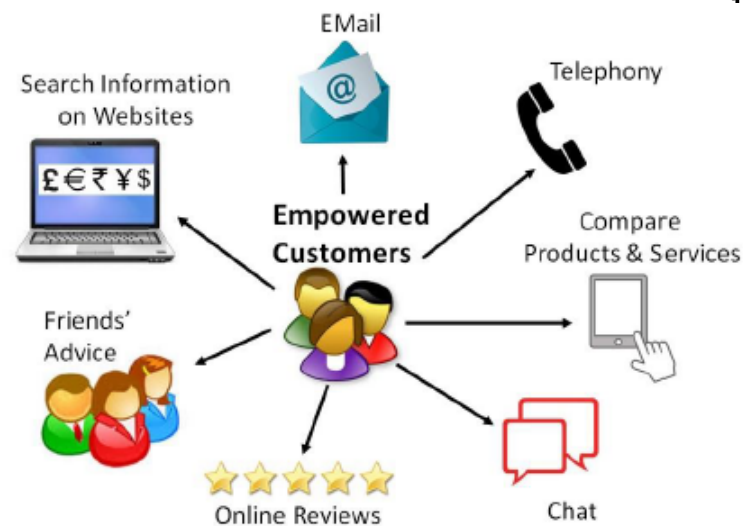 EMail
Telephony
Search Information
on Websites
£€₹¥$
@
Empowered
Customers
Compare
Products & Services
Friends'
Advice
Online Reviews
Chat